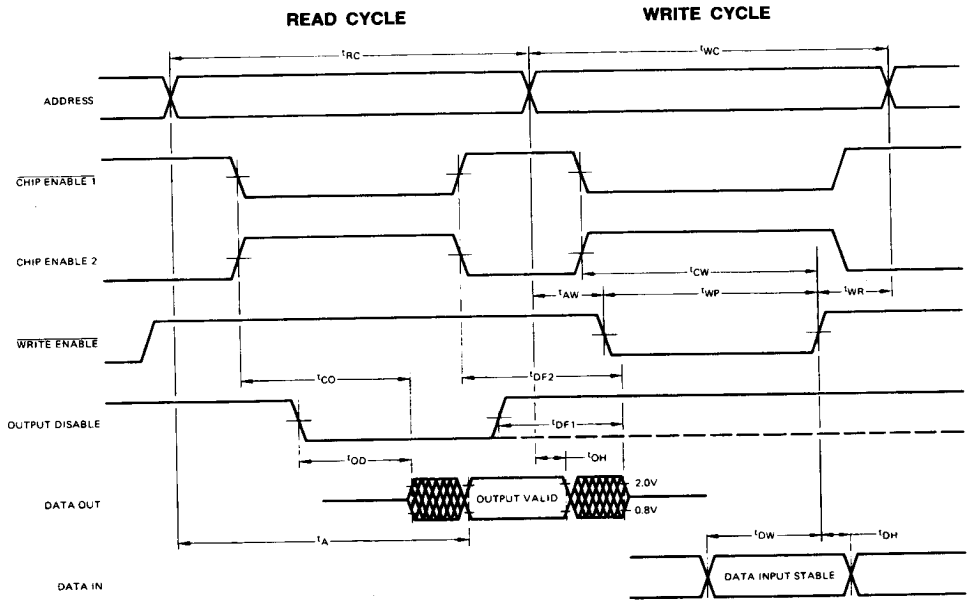 READ CYCLE
WRITE CYCLE
tRC
tWC
ADDRESS
CHIP ENABLE 1
CHIP ENABLE 2
tCW
tAW
tWP
tWR
WRITE ENABLE
tCO
tDF2
OUTPUT DISABLE
tDF1
tOD
tOH
DATA OUT
OUTPUT VALID
2.0V
0.8V
tA
tDW
tDH
DATA IN
DATA INPUT STABLE